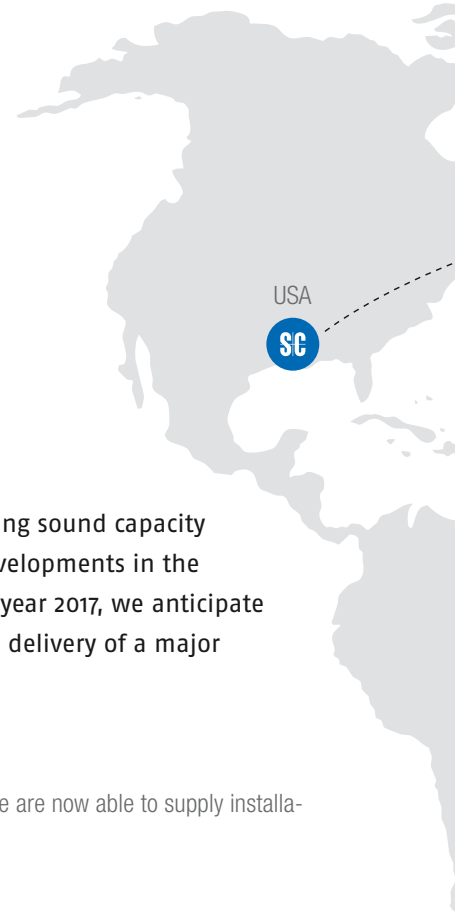 USA
SC
ng sound capacity
velopments in the
year 2017, we anticipate
delivery of a major
e are now able to supply installa-